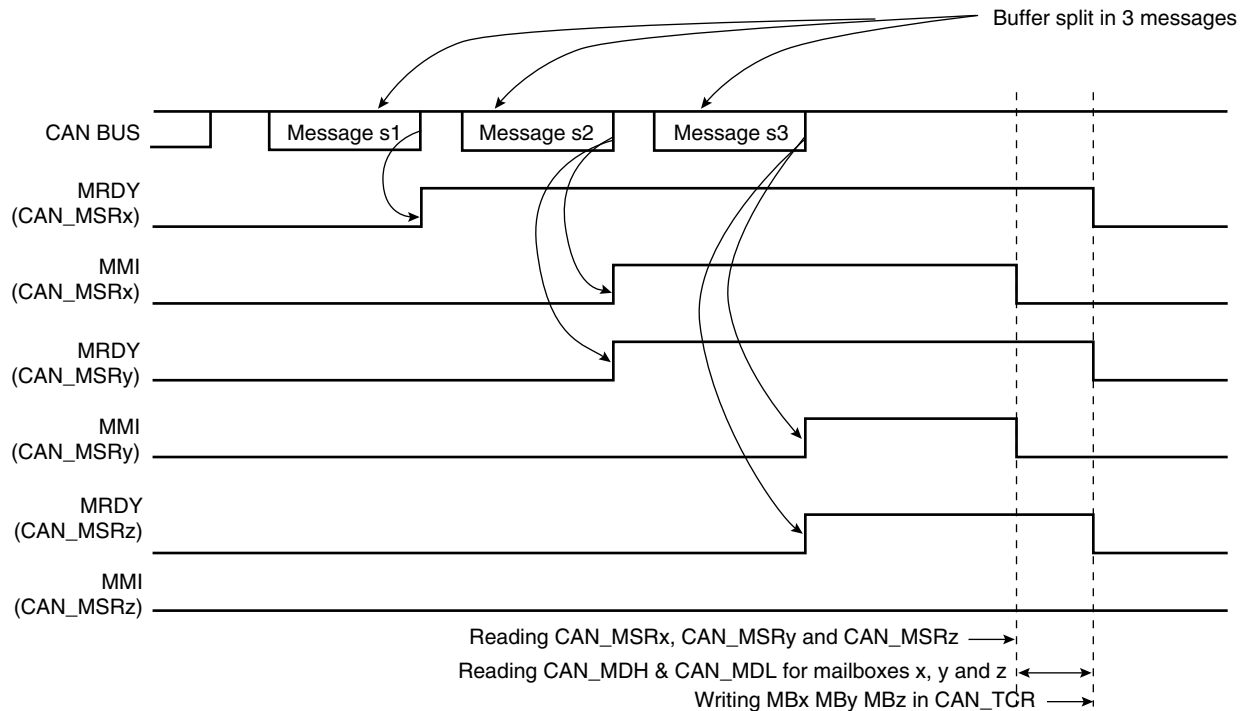 Buffer split in 3 messages
CAN BUS
Message s1
Message s2
Message s3
MRDY
(CAN_MSRx)
MMI
(CAN_MSRx)
MRDY
(CAN_MSRy)
MMI
(CAN_MSRy)
MRDY
(CAN_MSRz)
MMI
(CAN_MSRz)
Reading CAN_MSRx, CAN_MSRy and CAN_MSRz
Reading CAN_MDH & CAN_MDL for mailboxes x, y and z
Writing MBx MBy MBz in CAN_TCR